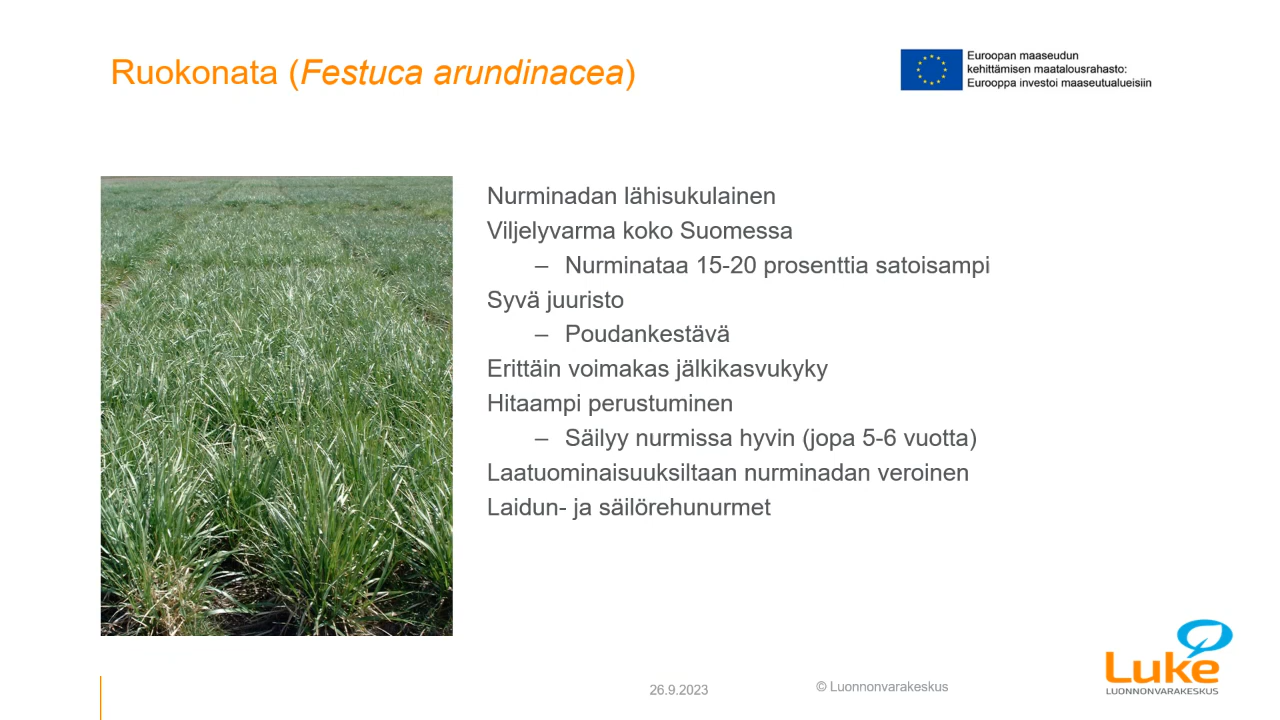 Ruokonata (Festuca arundinacea)
Euroopan maaseudun
kehittämisen maatalousrahasto:
Eurooppa investoi maaseutualueisiin
Nurminadan lähisukulainen
Viljelyvarma koko Suomessa
– Nurminataa 15-20 prosenttia satoisampi
Syvä juuristo
– Poudankestävä
Erittäin voimakas jälkikasvukyky
Hitaampi perustuminen
– Säilyy nurmissa hyvin (jopa 5-6 vuotta)
Laatuominaisuuksiltaan nurminadan veroinen
Laidun- ja säilörehunurmet
26.9.2023
© Luonnonvarakeskus
Luke
LUONNONVARAKESKUS